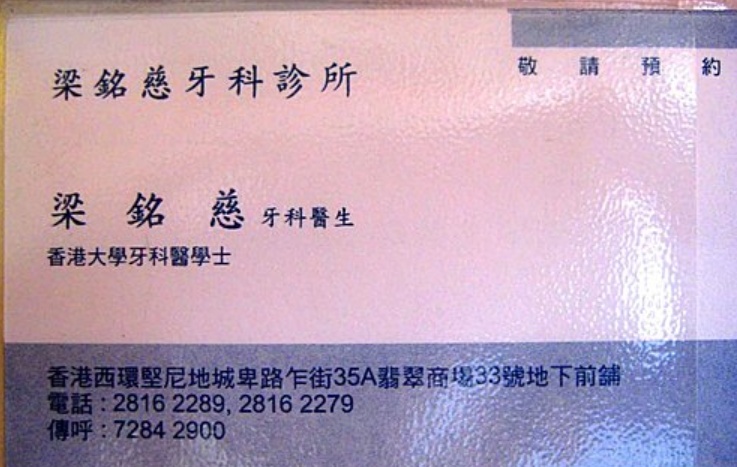 敬請預約
梁銘慈牙科診所
梁銘慈 牙科醫生
香港大學牙科醫學士
香港西環堅尼地城卑路乍街35A翡翠商場33號地下前舖
電話 : 2816 2289, 2816 2279
傳呼 : 7284 2900